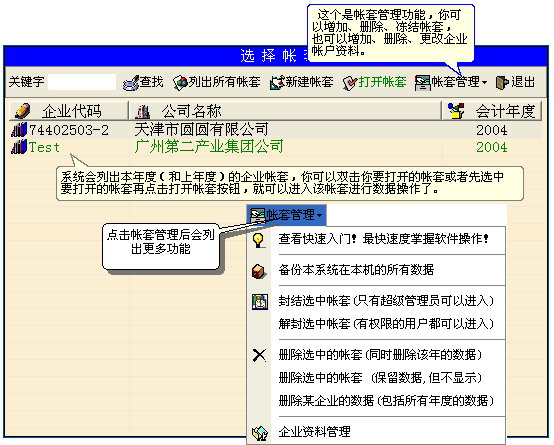 这个是帐套管理功能，你可
以增加、删除、冻结帐套，
也可以增加、删除、更改企业
帐户资料。
选 择 帐
关键字 查找 列出所有帐套 新建帐套 打开帐套 帐套管理 退出
企业代码 公司名称 会计年度
74402503-2 天津市圆圆有限公司 2004
Test 广州第二产业集团公司 2004
系统会列出本年度（和上年度）的企业帐套，你可以双击你要打开的帐套或者先选中
要打开的帐套再点击打开帐套按钮，就可以进入该帐套进行数据操作了。
帐套管理
点击帐套管理后会列
出更多功能
查看快速入门！最快速度掌握软件操作！
备份本系统在本机的所有数据
封结选中帐套(只有超级管理员可以进入)
解封选中帐套(有权限的用户都可以进入)
删除选中的帐套(同时删除该年的数据)
删除选中的帐套 (保留数据,但不显示)
删除某企业的数据(包括所有年度的数据)
企业资料管理